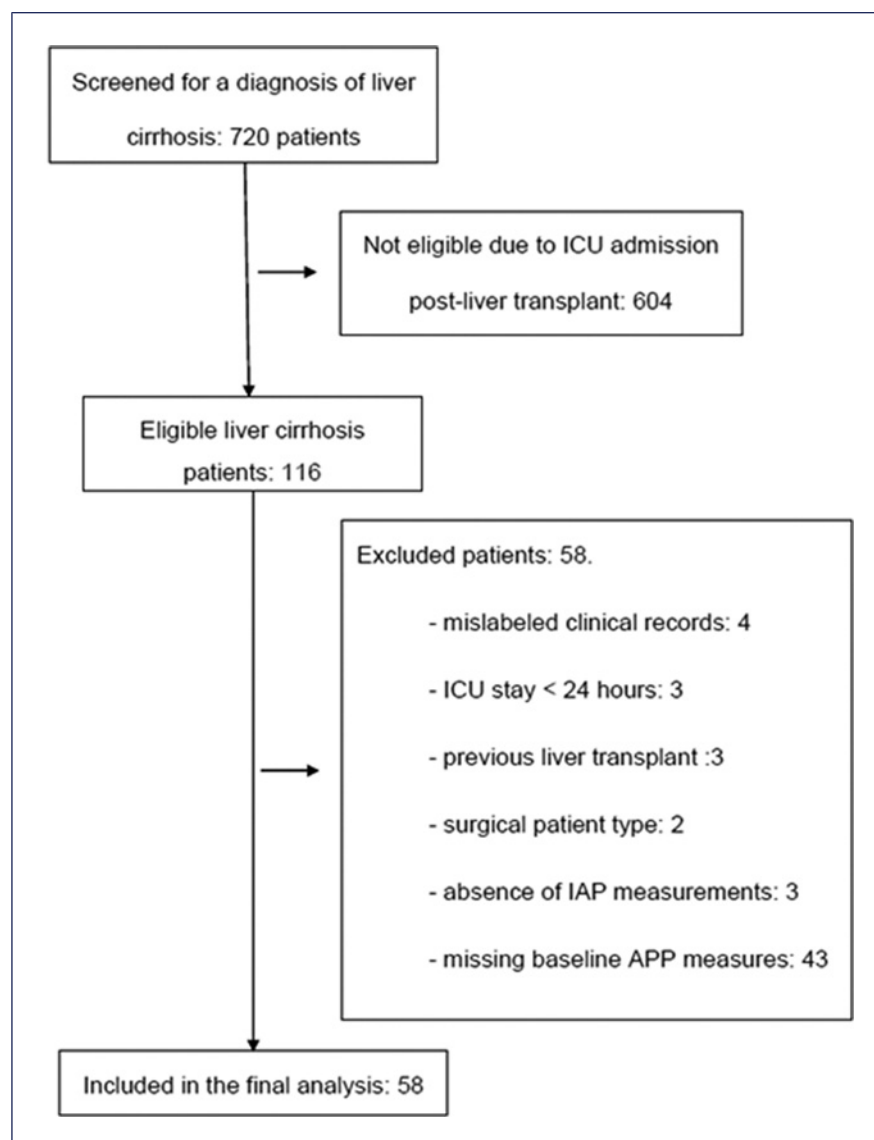 Screened for a diagnosis of liver
cirrhosis: 720 patients
Not eligible due to ICU admission
post-liver transplant: 604
Eligible liver cirrhosis
patients: 116
Excluded patients: 58.
- mislabeled clinical records: 4
- ICU stay < 24 hours: 3
- previous liver transplant :3
- surgical patient type: 2
- absence of IAP measurements: 3
- missing baseline APP measures: 43
Included in the final analysis: 58